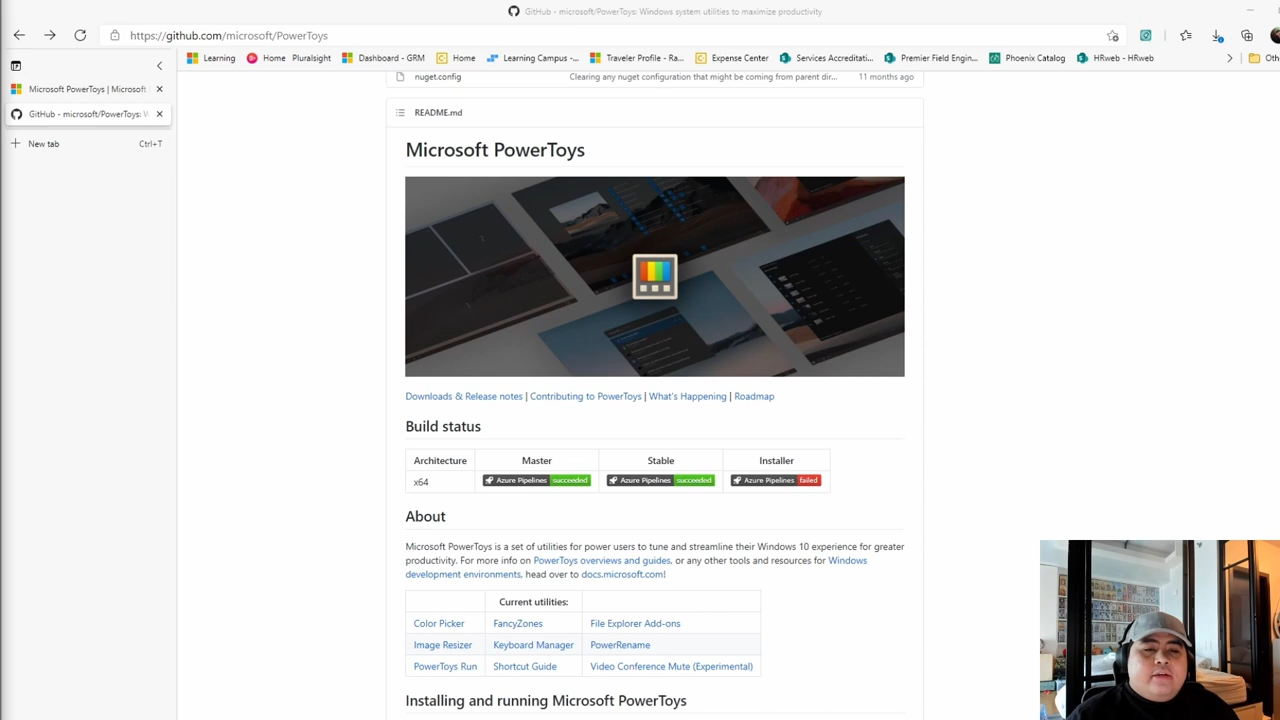 GitHub - microsoft/PowerToys: Windows system utilities to maximize productivity
https://github.com/microsoft/PowerToys
Learning Home Pluralsight Dashboard - GRM Home Learning Campus -... Traveler Profile - Ra... Expense Center Services Accreditati... Premier Field Engin... Phoenix Catalog HRweb - HRweb Othe
Microsoft PowerToys | Microsoft
GitHub - microsoft/PowerToys: W
New tab Ctrl+T
nuget.config Clearing any nuget configuration that might be coming from parent dir... 11 months ago
README.md
Microsoft PowerToys
Downloads & Release notes | Contributing to PowerToys | What's Happening | Roadmap
Build status
Architecture Master Stable Installer
x64 Azure Pipelines succeeded Azure Pipelines succeeded Azure Pipelines failed
About
Microsoft PowerToys is a set of utilities for power users to tune and streamline their Windows 10 experience for greater
productivity. For more info on PowerToys overviews and guides, or any other tools and resources for Windows
development environments, head over to docs.microsoft.com!
Current utilities:
Color Picker FancyZones File Explorer Add-ons
Image Resizer Keyboard Manager PowerRename
PowerToys Run Shortcut Guide Video Conference Mute (Experimental)
Installing and running Microsoft PowerToys